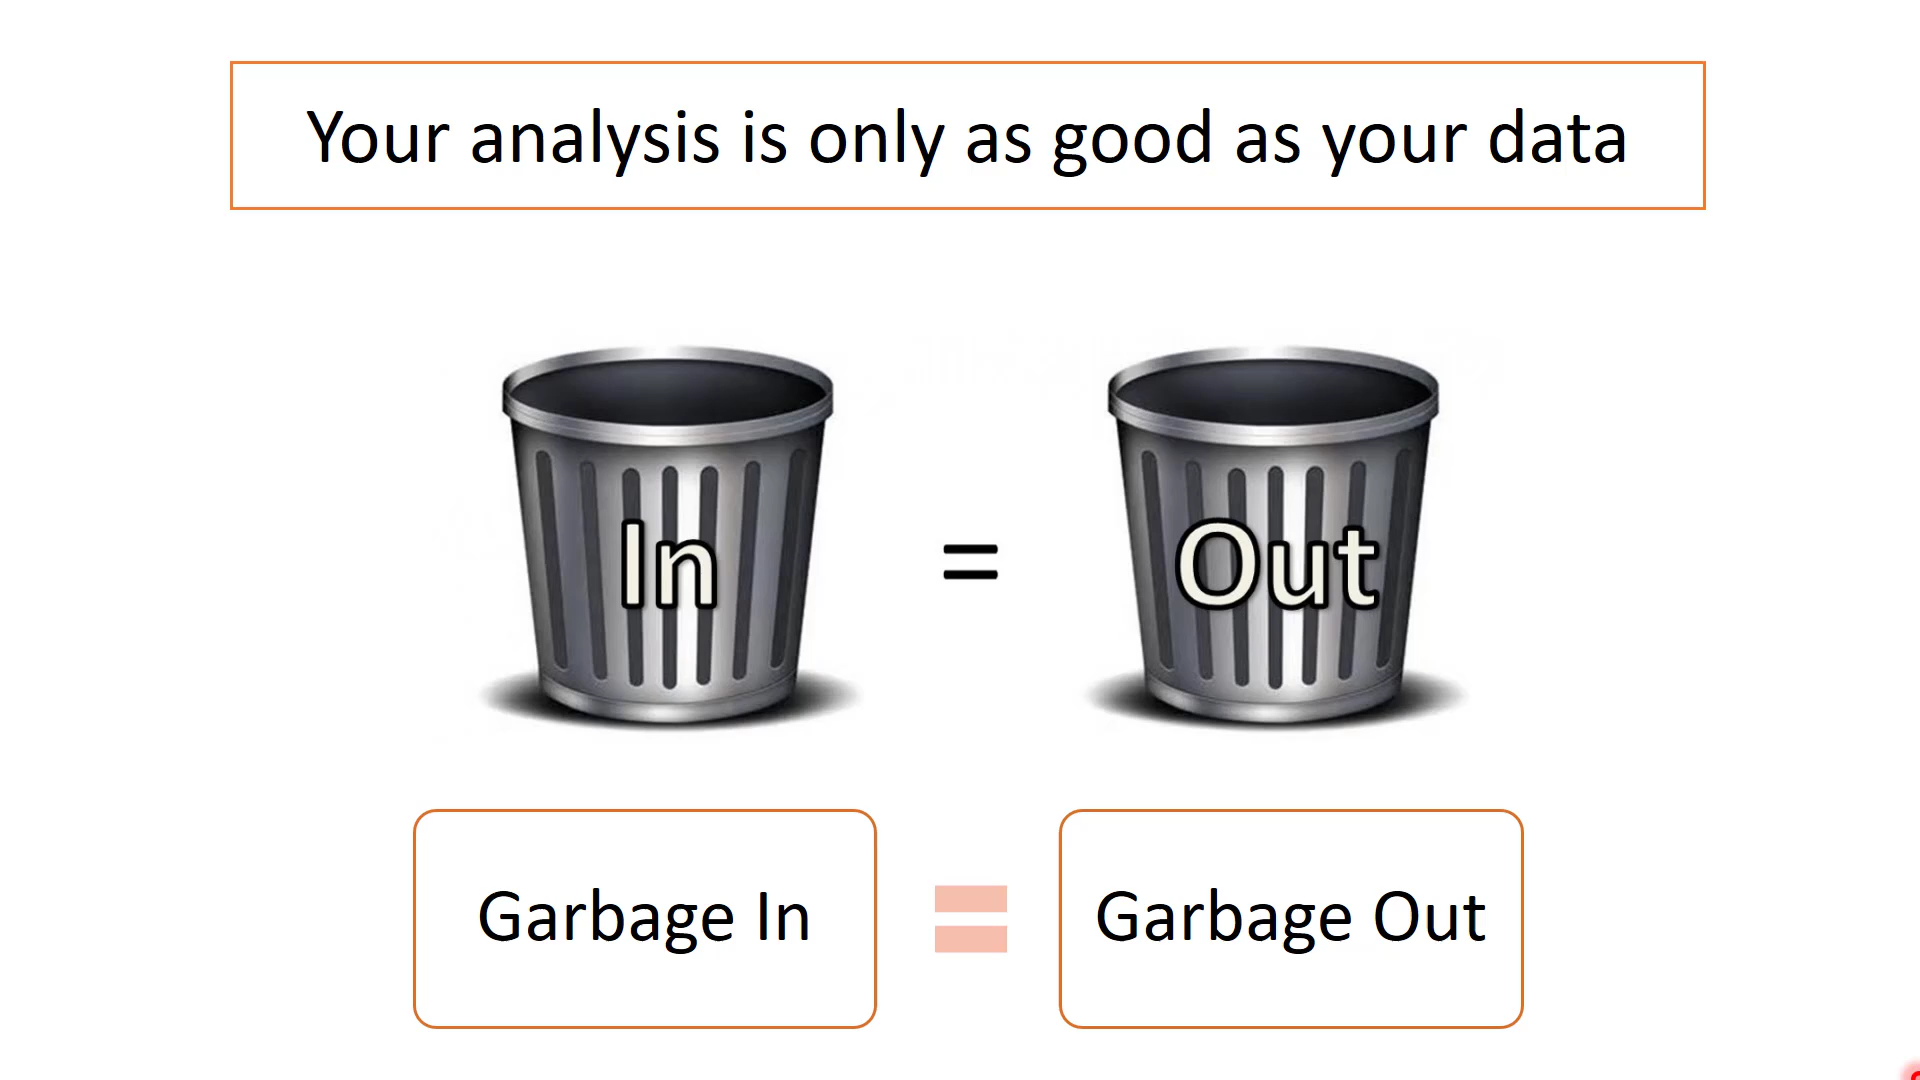 Your analysis is only as good as your data
In = Out
Garbage In = Garbage Out